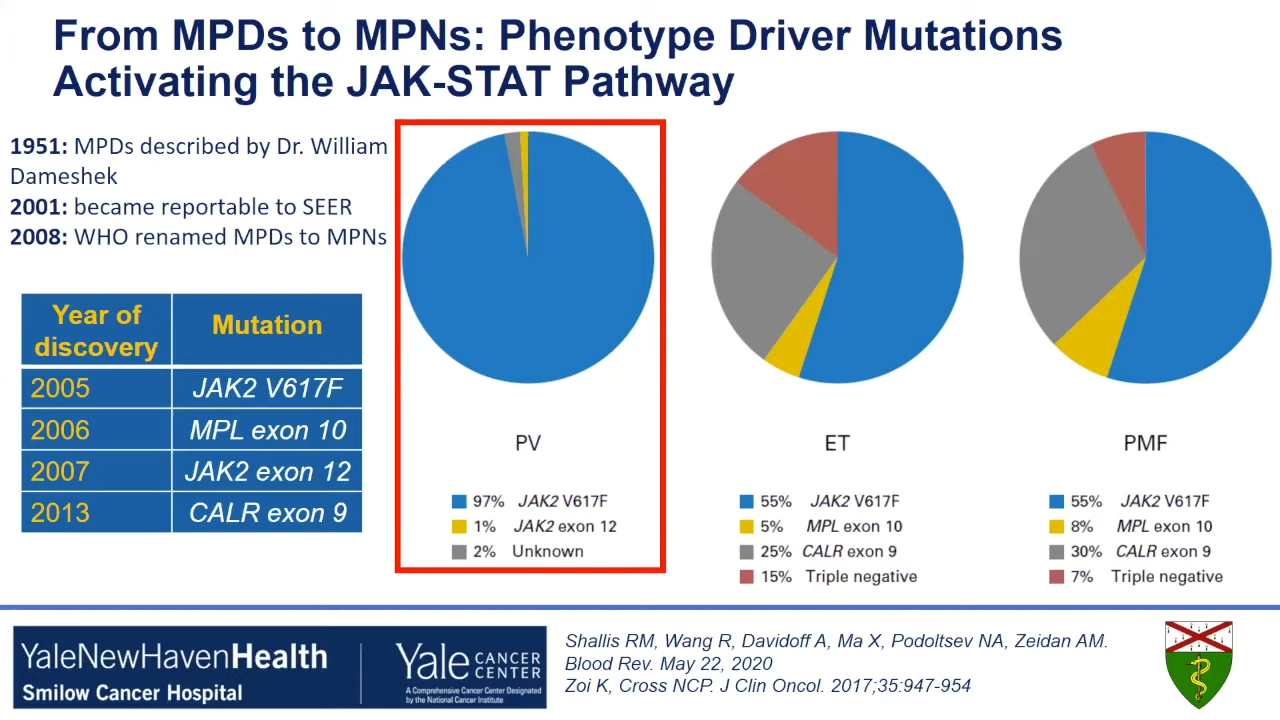 From MPDs to MPNs: Phenotype Driver Mutations
Activating the JAK-STAT Pathway
1951: MPDs described by Dr. William
Dameshek
2001: became reportable to SEER
2008: WHO renamed MPDs to MPNs
Year of discovery Mutation
2005 JAK2 V617F
2006 MPL exon 10
2007 JAK2 exon 12
2013 CALR exon 9
PV
97% JAK2 V617F
1% JAK2 exon 12
2% Unknown
ET
55% JAK2 V617F
5% MPL exon 10
25% CALR exon 9
15% Triple negative
PMF
55% JAK2 V617F
8% MPL exon 10
30% CALR exon 9
7% Triple negative
YaleNewHavenHealth
Smilow Cancer Hospital
Yale CANCER CENTER
A Comprehensive Cancer Center Designated
by the National Cancer Institute
Shallis RM, Wang R, Davidoff A, Ma X, Podoltsev NA, Zeidan AM.
Blood Rev. May 22, 2020
Zoi K, Cross NCP. J Clin Oncol. 2017;35:947-954